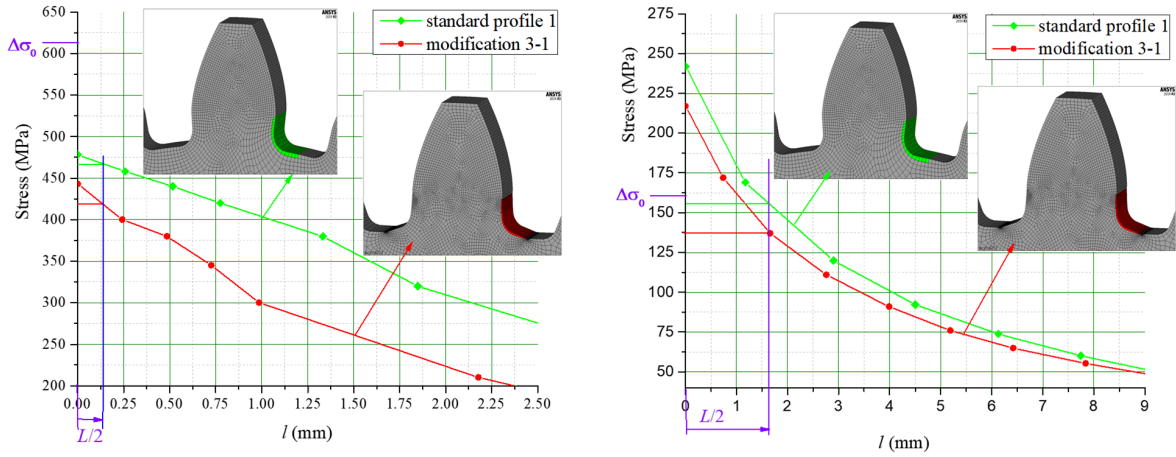 650
600
550
500
450
400
350
300
250
200
Δσ₀
Stress (MPa)
ANSYS
standard profile 1
modification 3-1
ANSYS
0.00 0.25 0.50 0.75 1.00 1.25 1.50 1.75 2.00 2.25 2.50
L/2
l (mm)
275
250
225
200
175
150
125
100
75
50
Δσ₀
Stress (MPa)
ANSYS
standard profile 1
modification 3-1
ANSYS
0 1 2 3 4 5 6 7 8 9
L/2
l (mm)